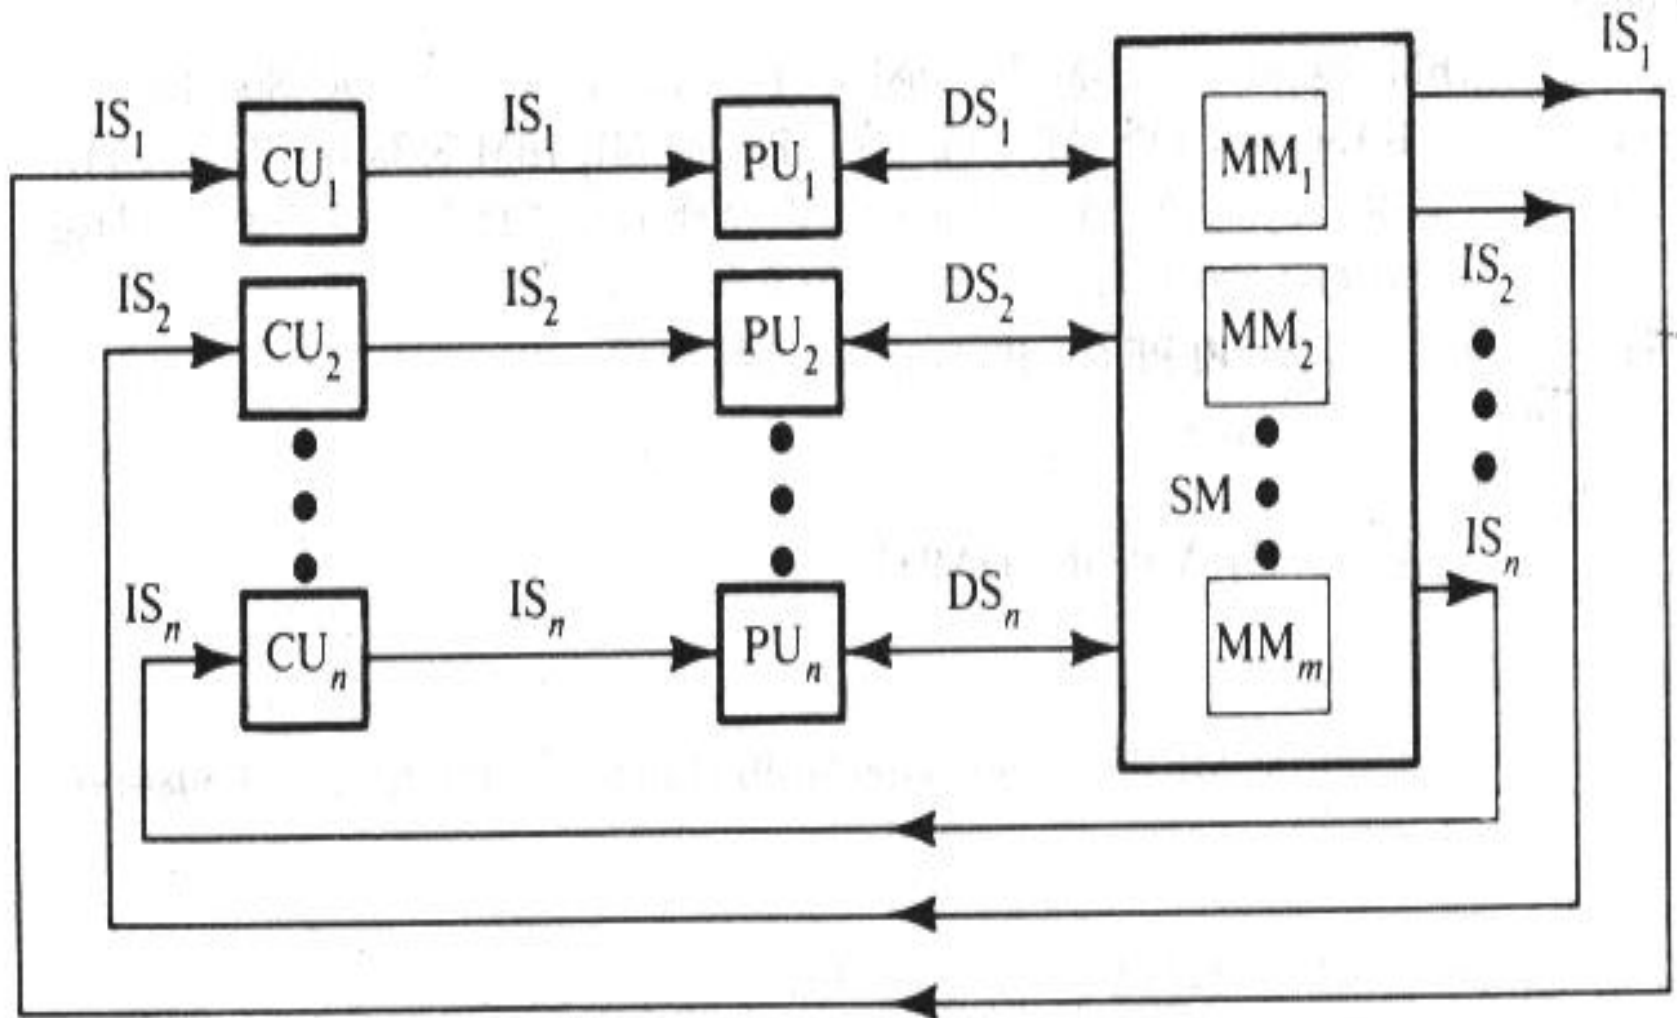 IS1
IS1 CU1 IS1 PU1 DS1 MM1
IS2 CU2 IS2 PU2 DS2 MM2 IS2
SM
ISn
ISn CUn ISn PUn DSn MMm